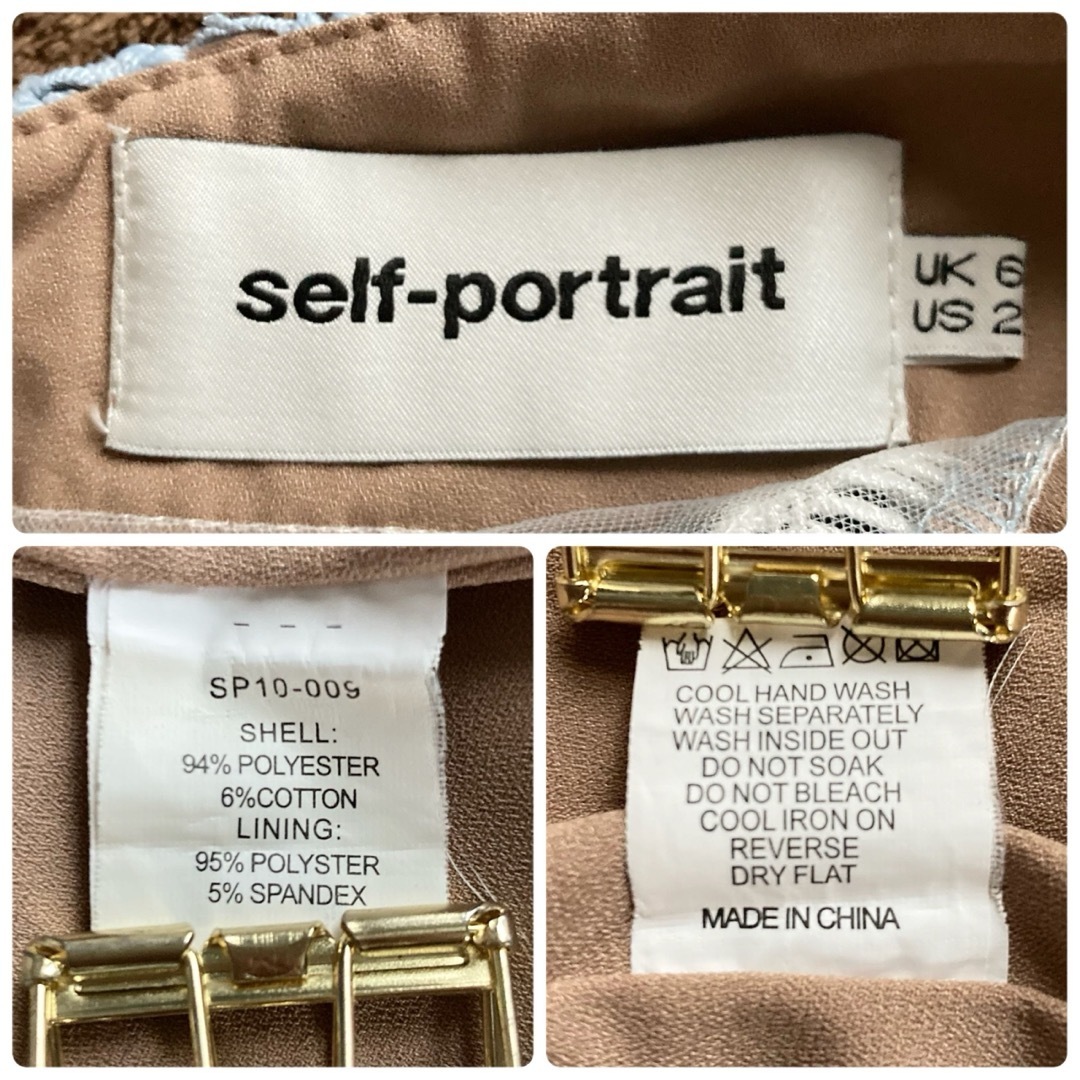 self-portrait
UK 6
US 2
- - -
SP10-009
SHELL:
94% POLYESTER
6%COTTON
LINING:
95% POLYSTER
5% SPANDEX
COOL HAND WASH
WASH SEPARATELY
WASH INSIDE OUT
DO NOT SOAK
DO NOT BLEACH
COOL IRON ON
REVERSE
DRY FLAT
MADE IN CHINA